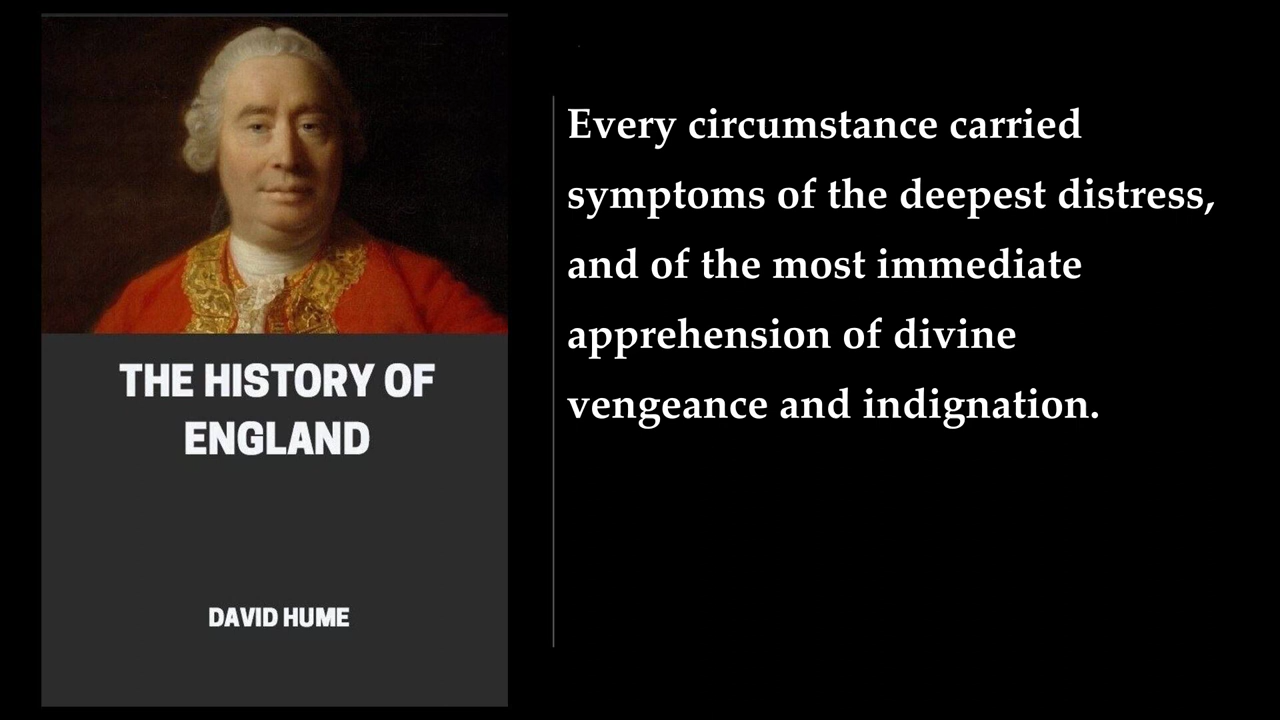 THE HISTORY OF
ENGLAND
DAVID HUME
Every circumstance carried
symptoms of the deepest distress,
and of the most immediate
apprehension of divine
vengeance and indignation.